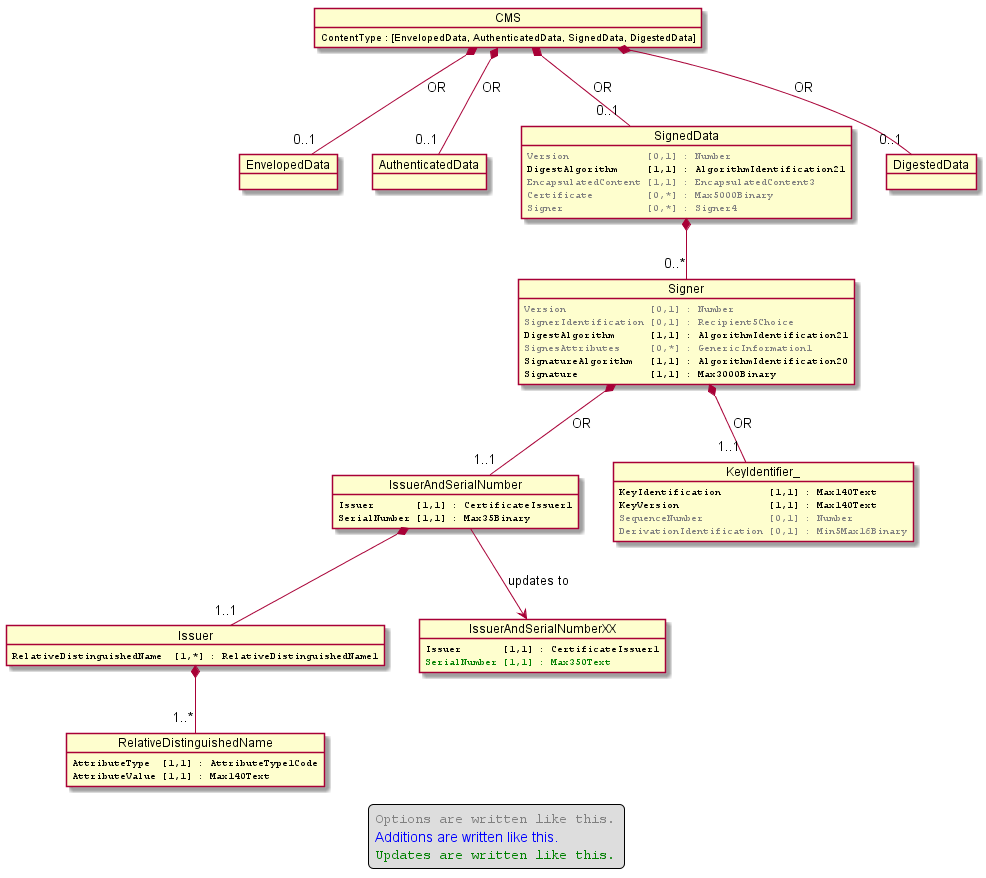 CMS
ContentType : [EnvelopedData, AuthenticatedData, SignedData, DigestedData]
OR OR OR OR
0..1 0..1 0..1 0..1
EnvelopedData
AuthenticatedData
SignedData
Version [0,1] : Number
DigestAlgorithm [1,1] : AlgorithmIdentification21
EncapsulatedContent [1,1] : EncapsulatedContent3
Certificate [0,*] : Max5000Binary
Signer [0,*] : Signer4
DigestedData
0..*
Signer
Version [0,1] : Number
SignerIdentification [0,1] : Recipient5Choice
DigestAlgorithm [1,1] : AlgorithmIdentification21
SignesAttributes [0,*] : GenericInformation1
SignatureAlgorithm [1,1] : AlgorithmIdentification20
Signature [1,1] : Max3000Binary
OR OR
1..1 1..1
IssuerAndSerialNumber
Issuer [1,1] : CertificateIssuer1
SerialNumber [1,1] : Max35Binary
KeyIdentifier_
KeyIdentification [1,1] : Max140Text
KeyVersion [1,1] : Max140Text
SequenceNumber [0,1] : Number
DerivationIdentification [0,1] : Min5Max16Binary
updates to
1..1
Issuer
RelativeDistinguishedName [1,*] : RelativeDistinguishedName1
IssuerAndSerialNumberXX
Issuer [1,1] : CertificateIssuer1
SerialNumber [1,1] : Max350Text
1..*
RelativeDistinguishedName
AttributeType [1,1] : AttributeType1Code
AttributeValue [1,1] : Max140Text
Options are written like this.
Additions are written like this.
Updates are written like this.